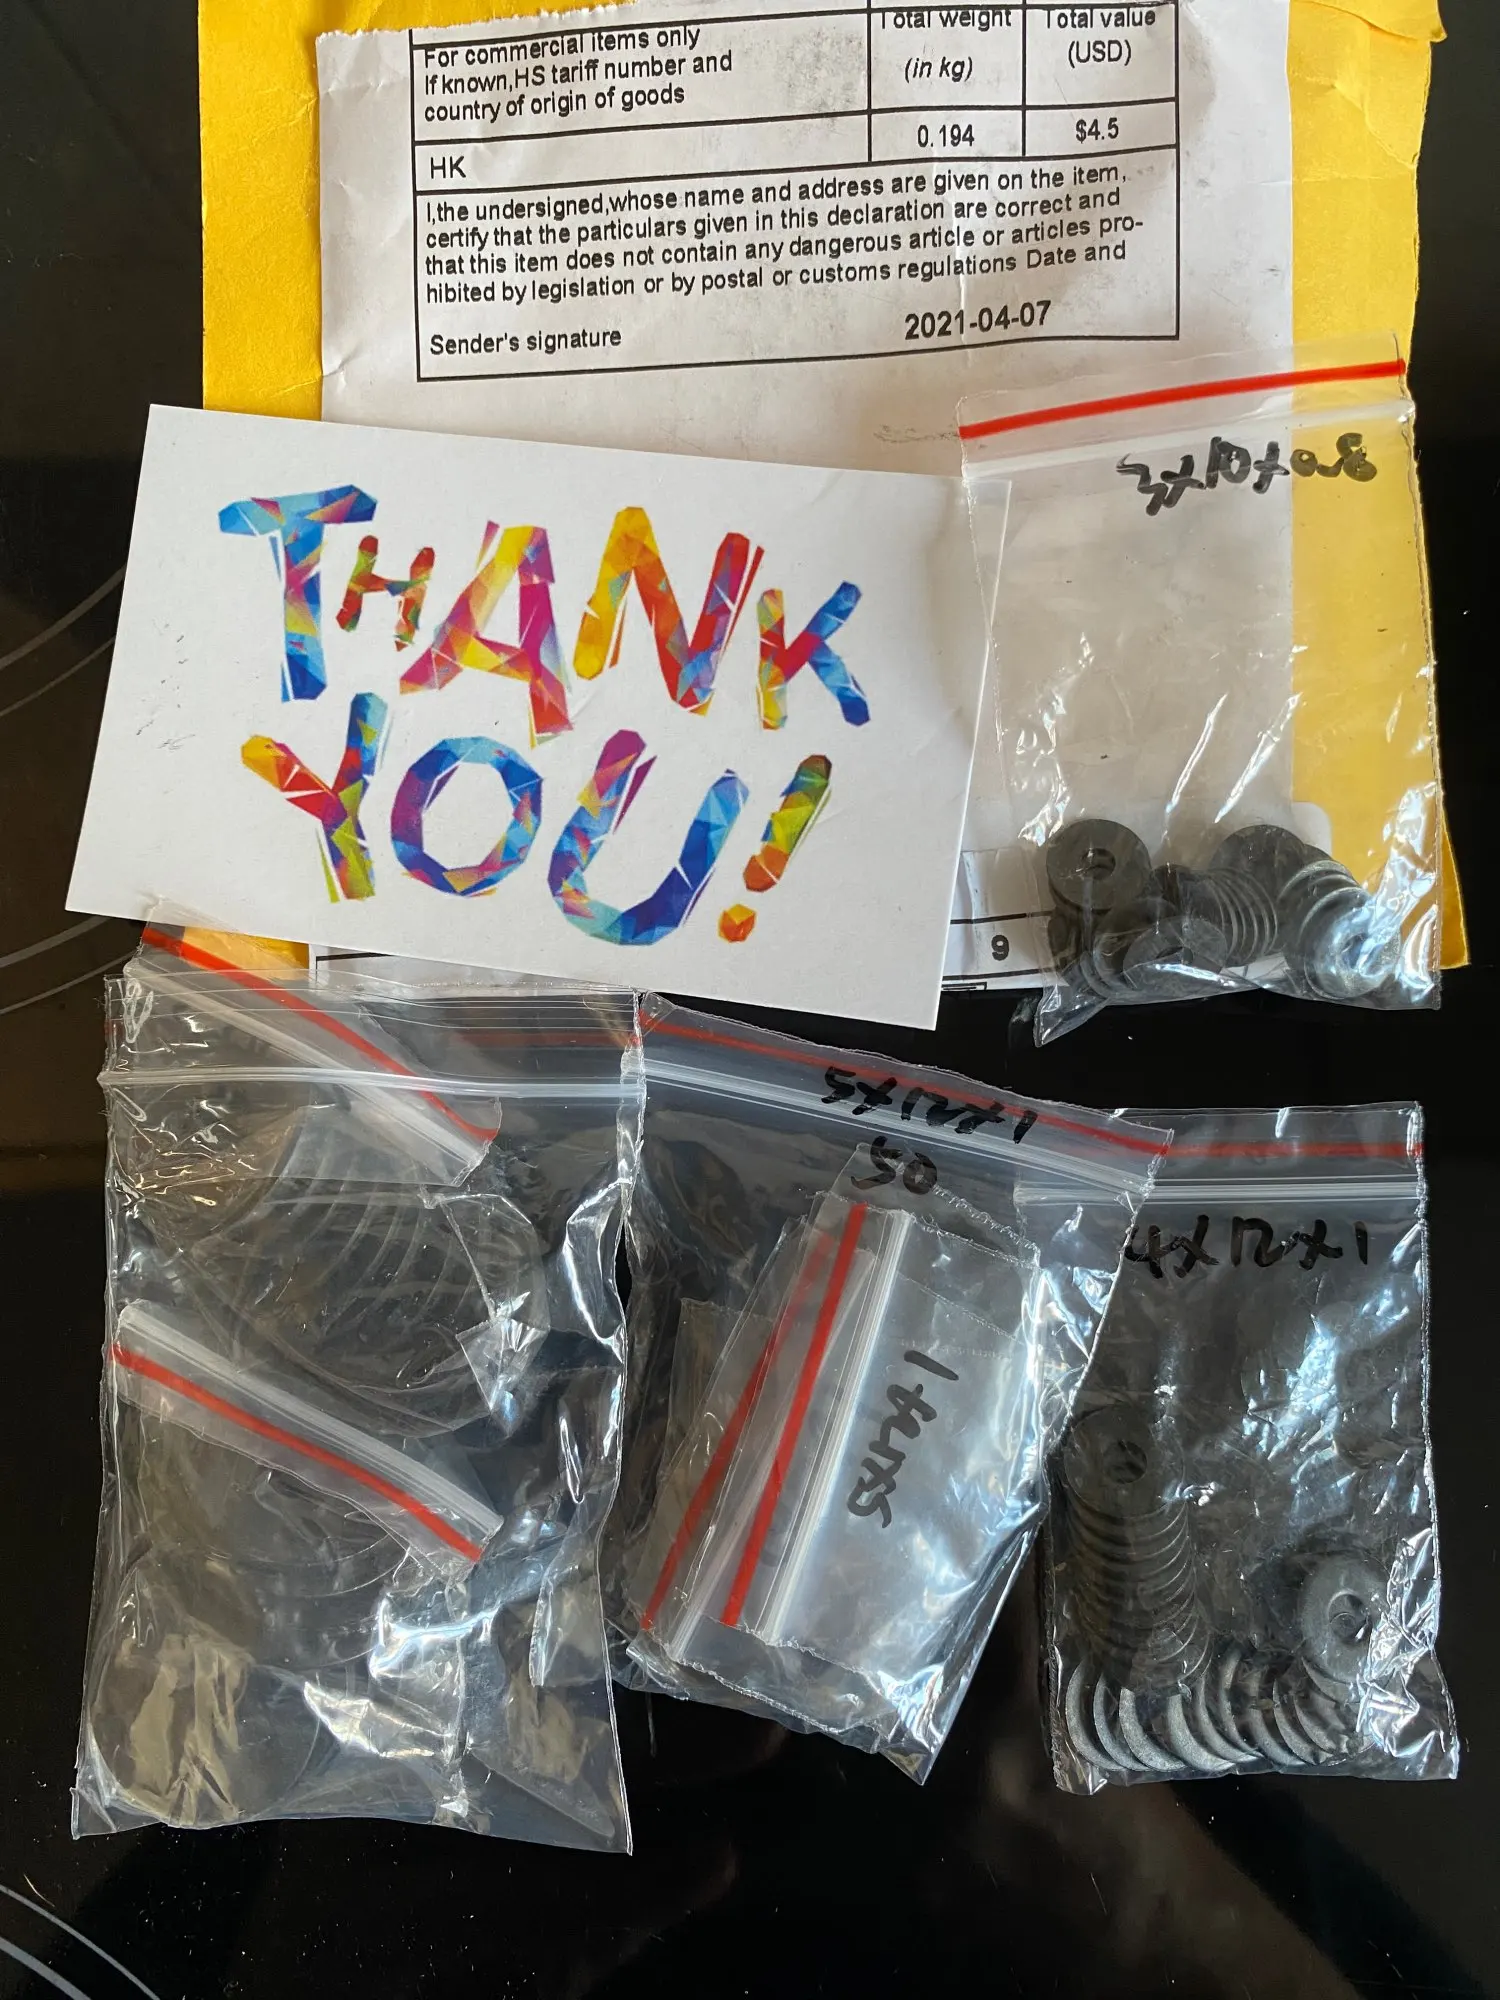 For commercial items only
If known,HS tariff number and
country of origin of goods
Total weight
(in kg)
Total value
(USD)
HK
0.194
$4.5
I,the undersigned,whose name and address are given on the item,
certify that the particulars given in this declaration are correct and
that this item does not contain any dangerous article or articles pro-
hibited by legislation or by postal or customs regulations Date and
Sender's signature
2021-04-07
3x10x0.8
THANK
YOU!
9
5x12x1
50
4x12x1